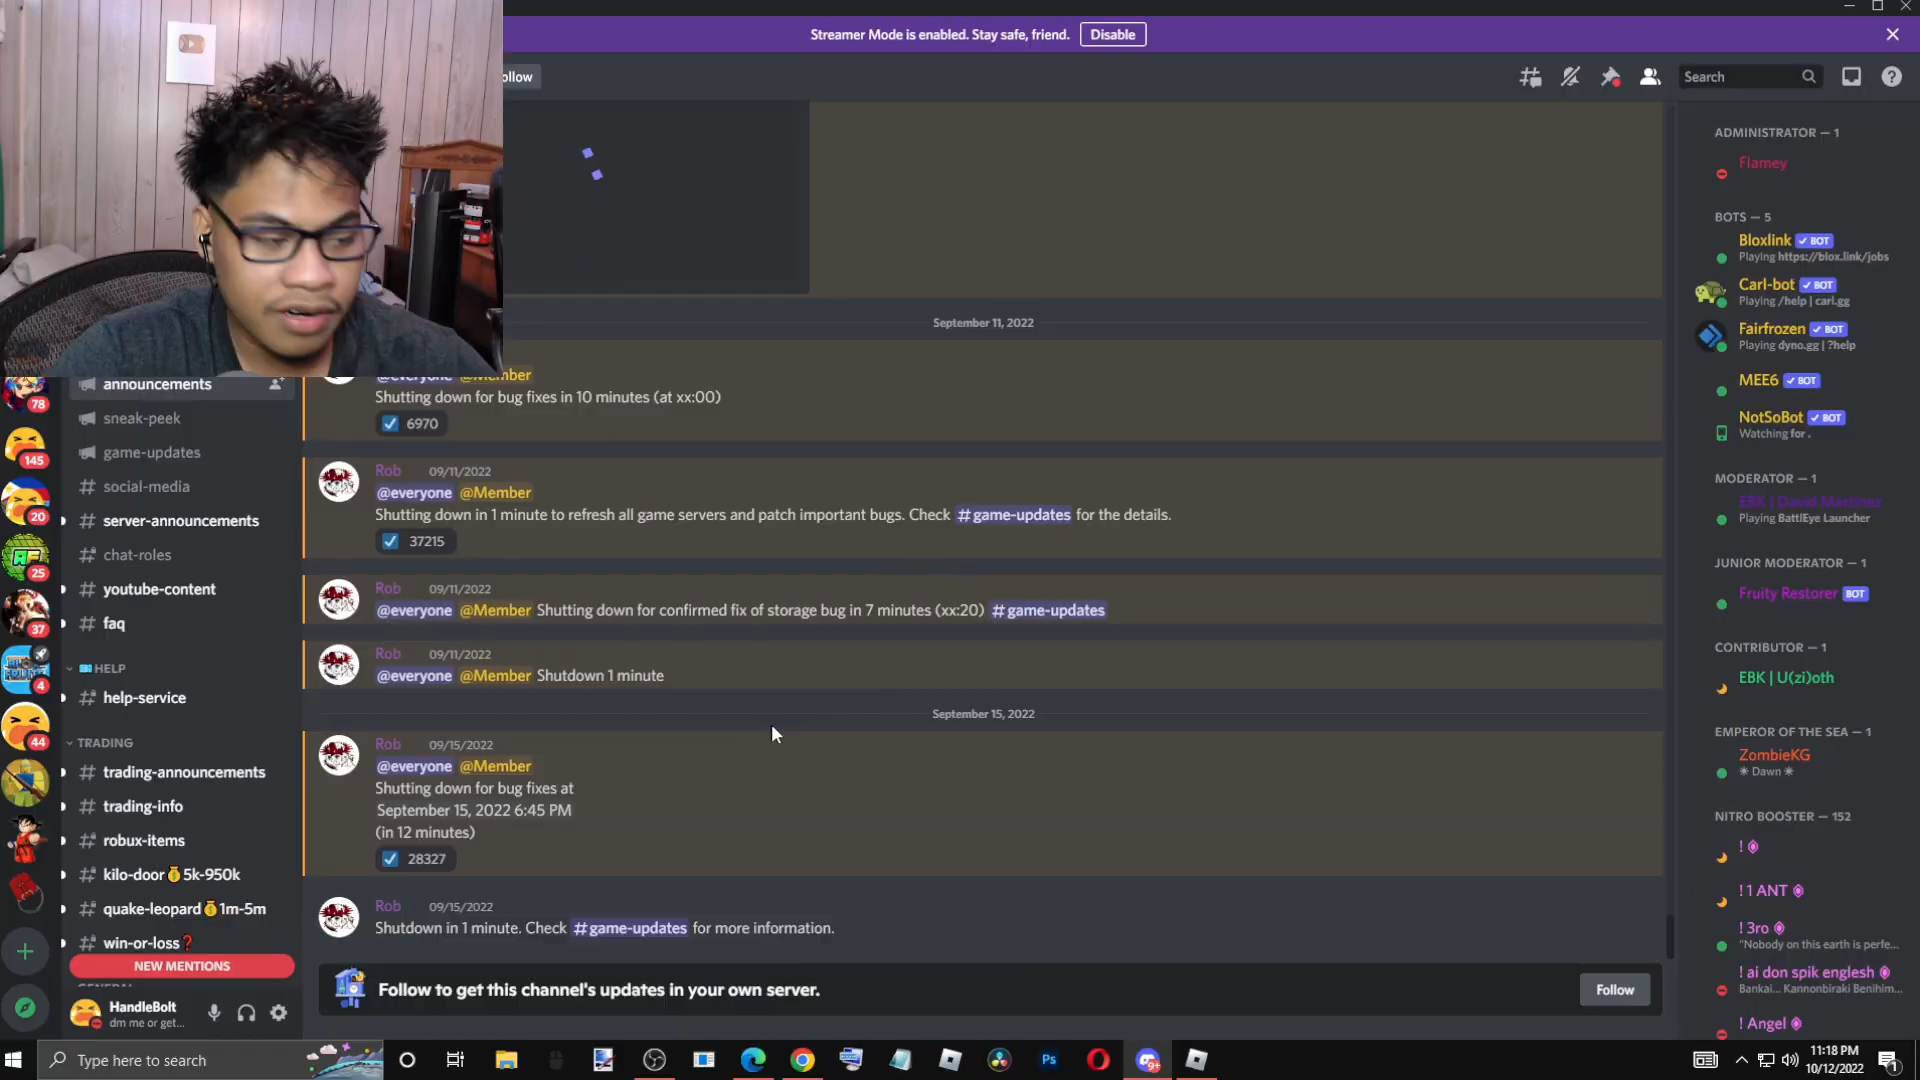 Streamer Mode is enabled. Stay safe, friend. Disable
ollow
Search
September 11, 2022
@everyone @Member
Shutting down for bug fixes in 10 minutes (at xx:00)
6970
Rob 09/11/2022
@everyone @Member
Shutting down in 1 minute to refresh all game servers and patch important bugs. Check #game-updates for the details.
37215
Rob 09/11/2022
@everyone @Member Shutting down for confirmed fix of storage bug in 7 minutes (xx:20) #game-updates
Rob 09/11/2022
@everyone @Member Shutdown 1 minute
September 15, 2022
Rob 09/15/2022
@everyone @Member
Shutting down for bug fixes at
September 15, 2022 6:45 PM
(in 12 minutes)
28327
Rob 09/15/2022
Shutdown in 1 minute. Check #game-updates for more information.
Follow to get this channel's updates in your own server.
Follow
78
145
20
AF
25
37
4
44
announcements
sneak-peek
game-updates
social-media
server-announcements
chat-roles
youtube-content
faq
HELP
help-service
TRADING
trading-announcements
trading-info
robux-items
kilo-door💰5k-950k
quake-leopard💰1m-5m
win-or-loss❓
NEW MENTIONS
HandleBolt
dm me or get...
ADMINISTRATOR — 1
Flamey
BOTS — 5
Bloxlink ✓ BOT
Playing https://blox.link/jobs
Carl-bot ✓ BOT
Playing /help | carl.gg
Fairfrozen ✓ BOT
Playing dyno.gg | ?help
MEE6 ✓ BOT
NotSoBot ✓ BOT
Watching for .
MODERATOR — 1
EBK | David Martinez
Playing BattlEye Launcher
JUNIOR MODERATOR — 1
Fruity Restorer BOT
CONTRIBUTOR — 1
EBK | U(zi)oth
EMPEROR OF THE SEA — 1
ZombieKG
☀ Dawn ☀
NITRO BOOSTER — 152
!
! 1 ANT
! 3ro
"Nobody on this earth is perfe...
! ai don spik englesh
Bankai... Kannonbiraki Benihim...
! Angel
Type here to search
Ps
9+
11:18 PM
10/12/2022
1